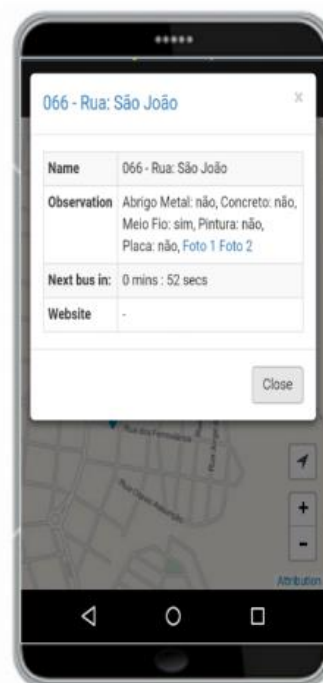 066 - Rua: São João
×
Name 066 - Rua: São João
Observation Abrigo Metal: não, Concreto: não,
Meio Fio: sim, Pintura: não,
Placa: não, Foto 1 Foto 2
Next bus in: 0 mins : 52 secs
Website -
Close
+
-
Attribution